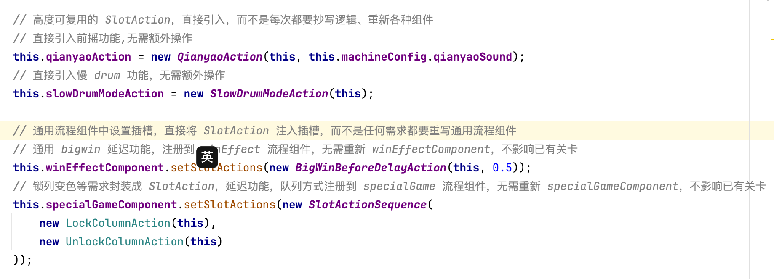 // 高度可复用的 SlotAction，直接引入，而不是每次都要抄写逻辑、重新各种组件
// 直接引入前摇功能,无需额外操作
this.qianyaoAction = new QianyaoAction(this, this.machineConfig.qianyaoSound);
// 直接引入慢 drum 功能，无需额外操作
this.slowDrumModeAction = new SlowDrumModeAction(this);
// 通用流程组件中设置插槽，直接将 SlotAction 注入插槽，而不是任何需求都要重写通用流程组件
// 通用 bigwin 延迟功能，注册到 Effect 流程组件，无需重新 winEffectComponent，不影响已有关卡
英
this.winEffectComponent.setSlotActions(new BigWinBeforeDelayAction(this, 0.5));
// 锁列变色等需求封装成 SlotAction，延迟功能，队列方式注册到 specialGame 流程组件，无需重新 specialGameComponent，不影响已有关卡
this.specialGameComponent.setSlotActions(new SlotActionSequence(
new LockColumnAction(this),
new UnlockColumnAction(this)
));